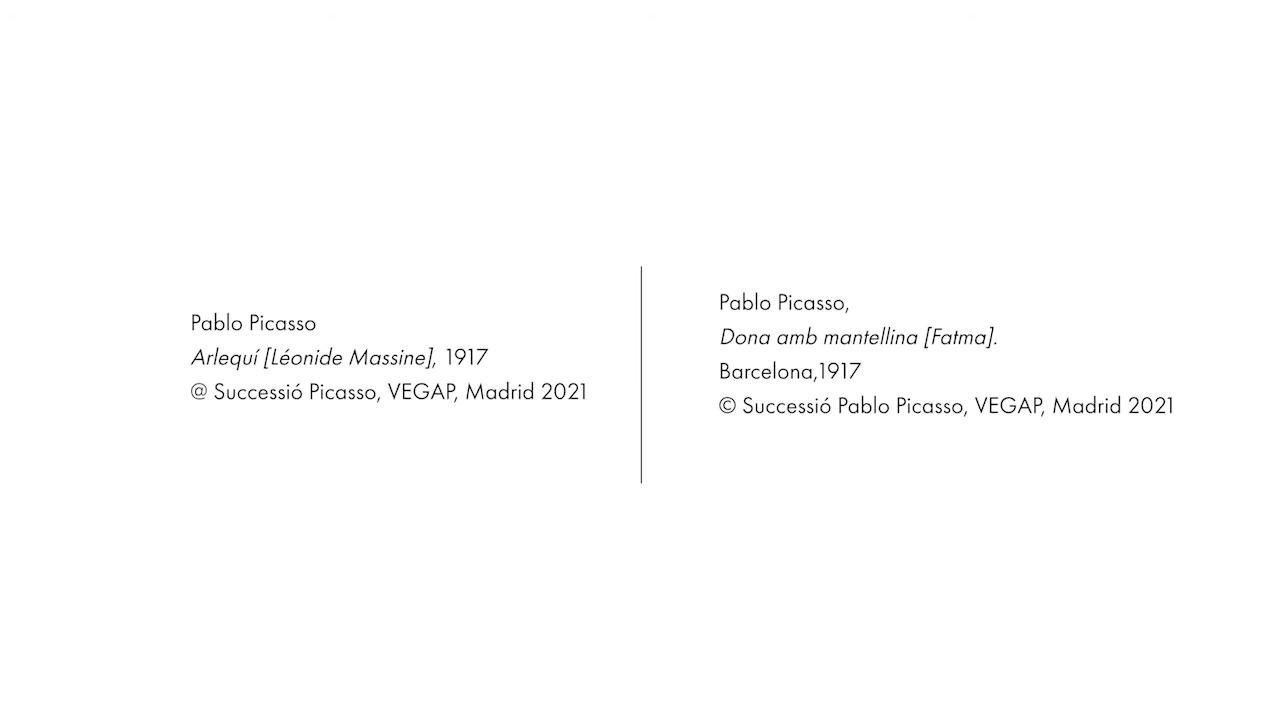 Pablo Picasso
Arlequí [Léonide Massine], 1917
@ Successió Picasso, VEGAP, Madrid 2021
Pablo Picasso,
Dona amb mantellina [Fatma].
Barcelona,1917
© Successió Pablo Picasso, VEGAP, Madrid 2021